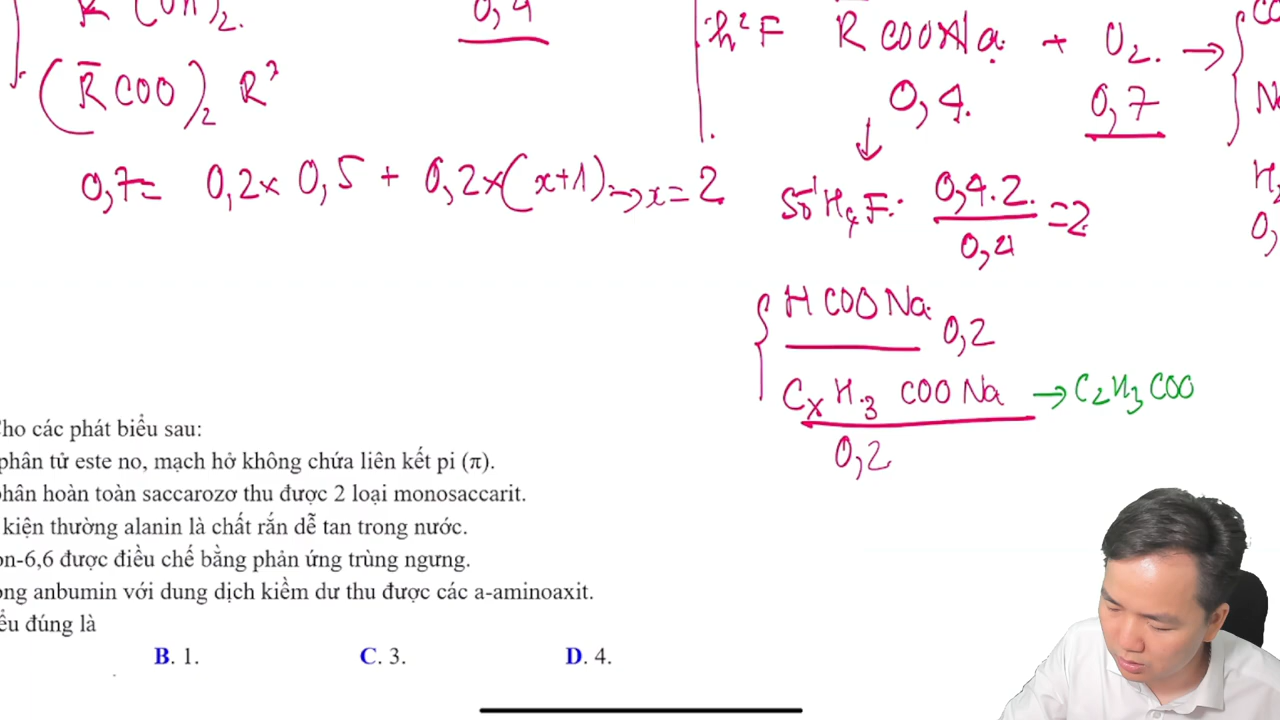 R (OH)₂.
0,4
(R̄COO)₂ R²
0,7 = 0,2 x 0,5 + 0,2 x (x+1) → x = 2
h²F R̄ COONa + O₂ →
0,4. 0,7
Số H F: 0,4.2 / 0,4 = 2
HCOONa 0,2
CₓH₃ COONa → C₂H₃COO
0,2
Cho các phát biểu sau:
phân tử este no, mạch hở không chứa liên kết pi (π).
phân hoàn toàn saccarozơ thu được 2 loại monosaccarit.
kiện thường alanin là chất rắn dễ tan trong nước.
on-6,6 được điều chế bằng phản ứng trùng ngưng.
ong anbumin với dung dịch kiềm dư thu được các a-aminoaxit.
ểu đúng là
B. 1. C. 3. D. 4.